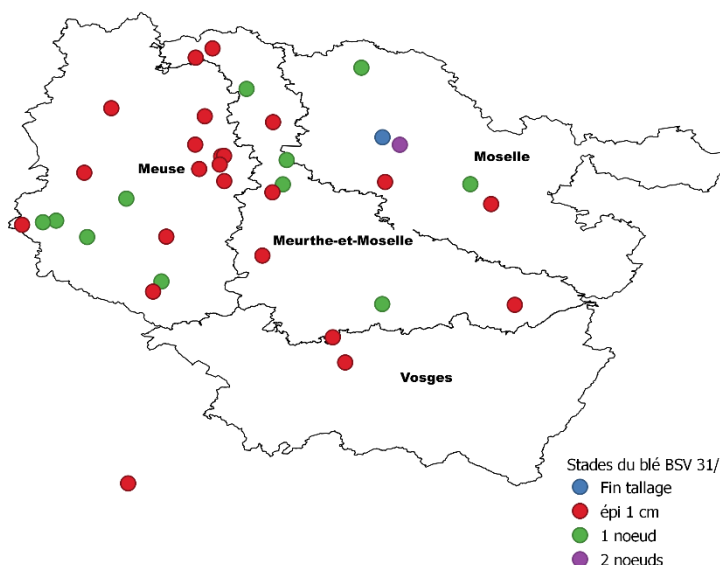 Meuse
Moselle
Meurthe-et-Moselle
Vosges
Stades du blé BSV 31/
Fin tallage
épi 1 cm
1 noeud
2 noeuds